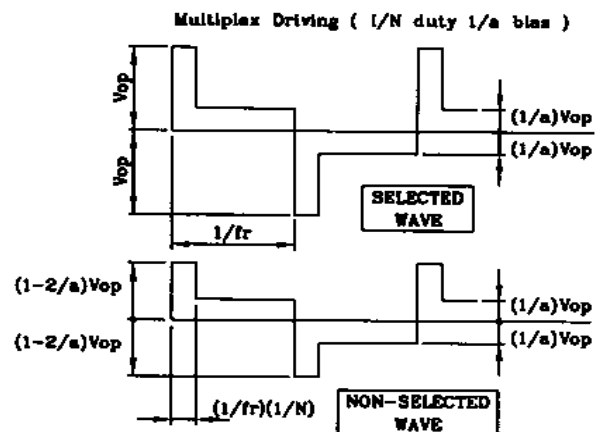 Multiplex Driving ( 1/N duty 1/a bias )
Vop
Vop
(1/a)Vop
(1/a)Vop
SELECTED
WAVE
1/fr
(1-2/a)Vop
(1-2/a)Vop
(1/a)Vop
(1/a)Vop
(1/fr)(1/N)
NON-SELECTED
WAVE